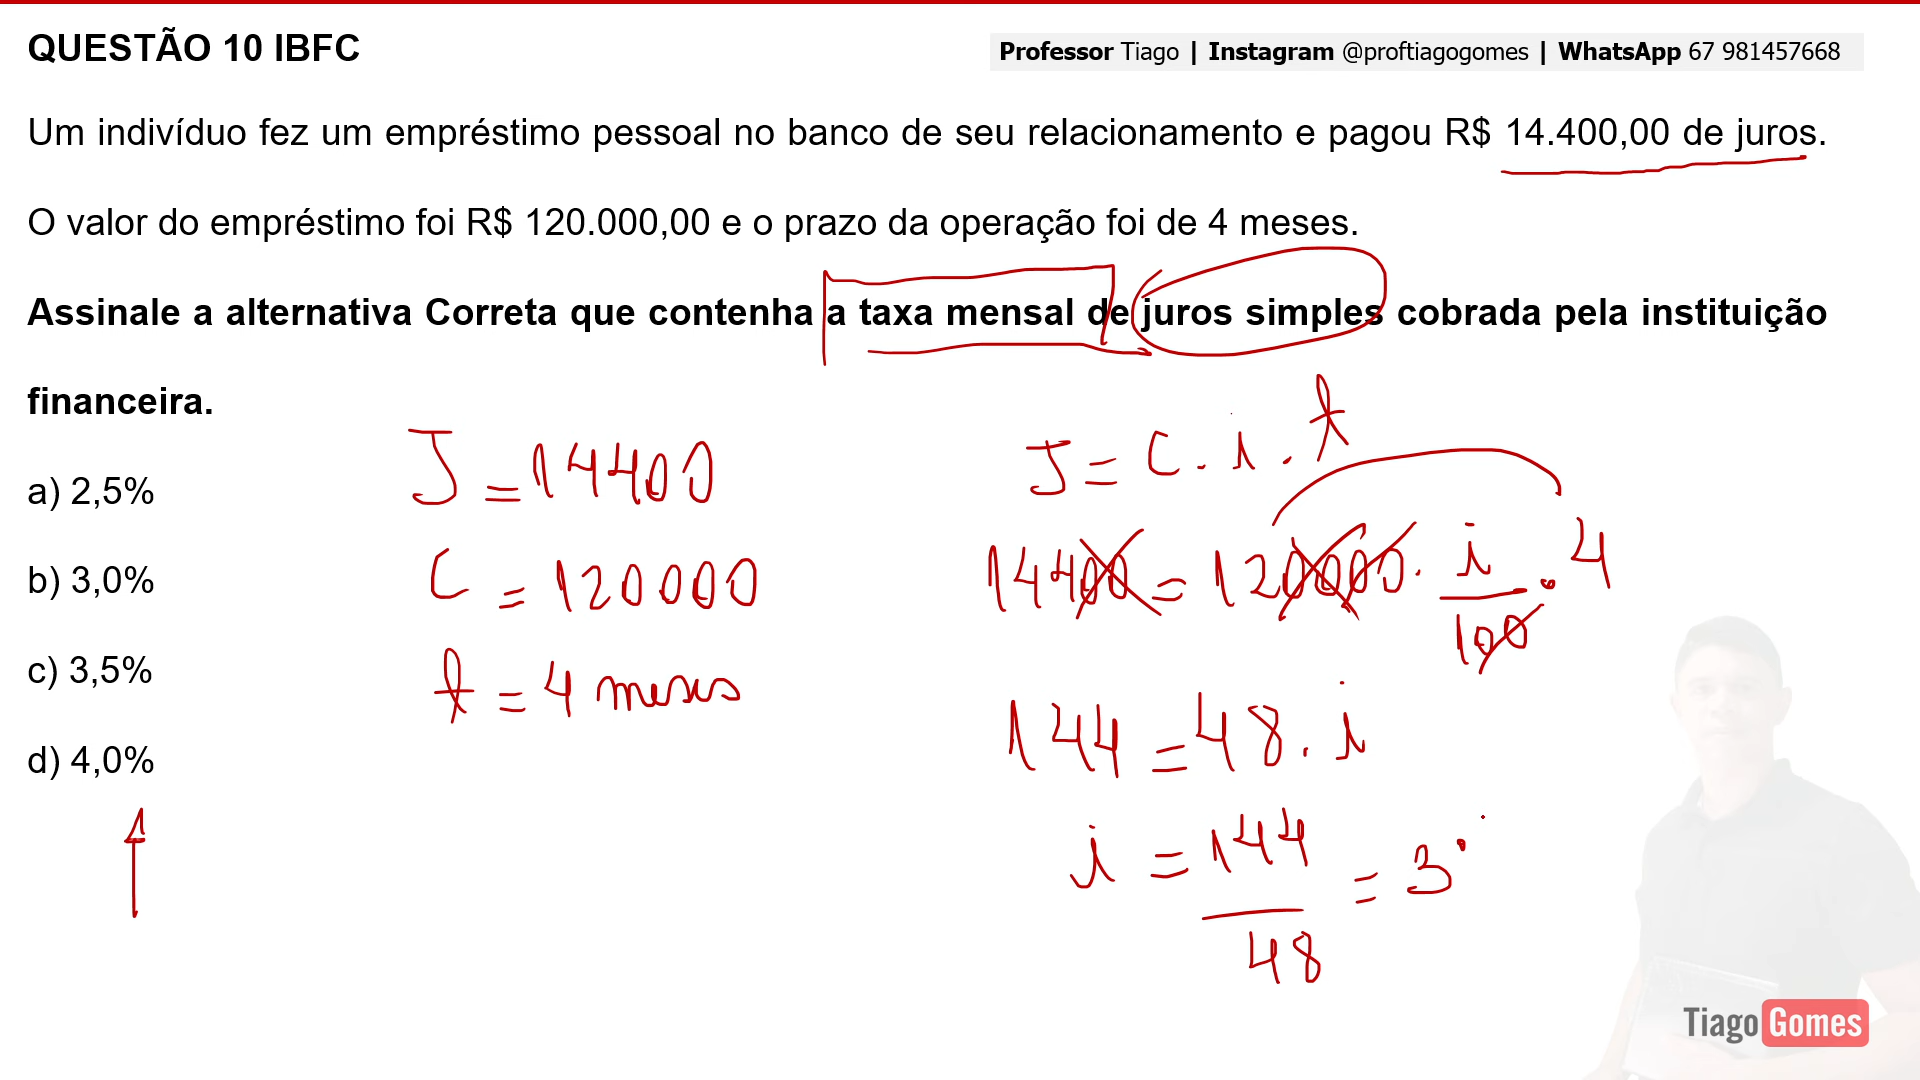 QUESTÃO 10 IBFC
Professor Tiago | Instagram @proftiagogomes | WhatsApp 67 981457668
Um indivíduo fez um empréstimo pessoal no banco de seu relacionamento e pagou R$ 14.400,00 de juros.
O valor do empréstimo foi R$ 120.000,00 e o prazo da operação foi de 4 meses.
Assinale a alternativa Correta que contenha a taxa mensal de juros simples cobrada pela instituição
financeira.
a) 2,5%
b) 3,0%
c) 3,5%
d) 4,0%
J = 14400
C = 120000
t = 4 meses
J = C . i . t
14400 = 120000 . i/100 . 4
144 = 48 . i
i = 144/48 = 3
Tiago Gomes